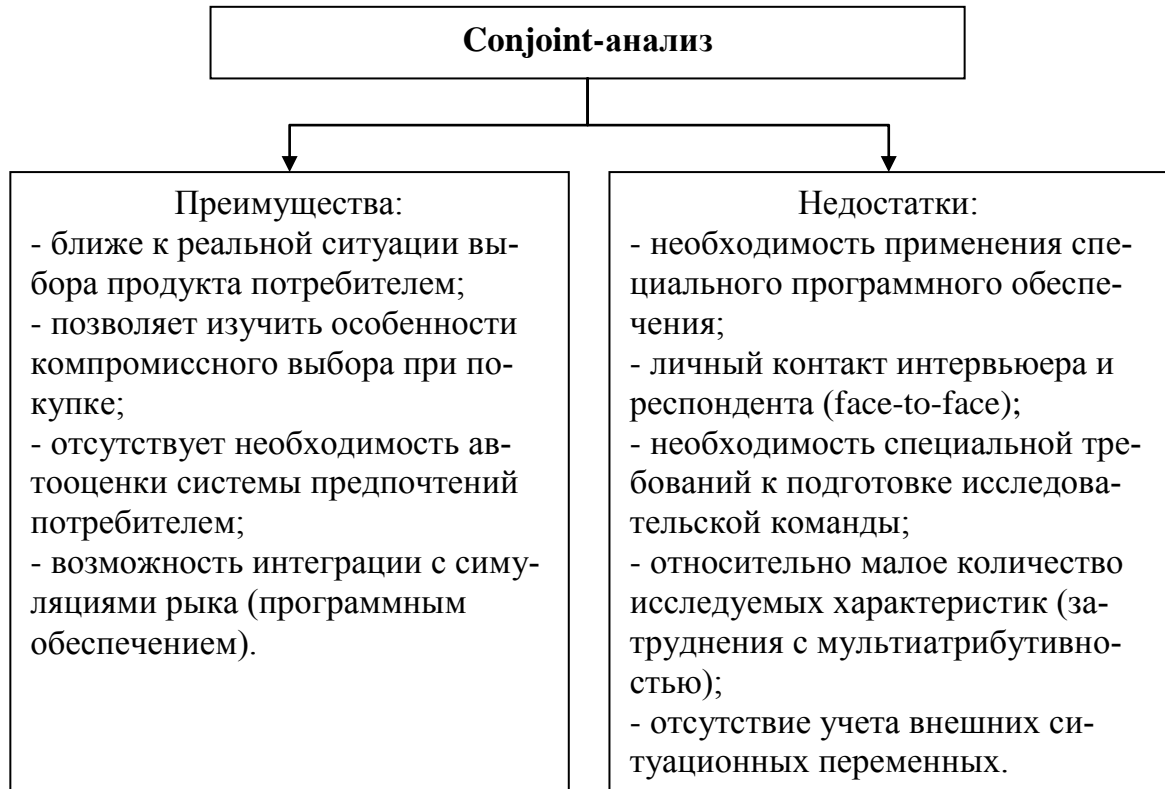 Conjoint-анализ
Преимущества:
- ближе к реальной ситуации вы-
бора продукта потребителем;
- позволяет изучить особенности
компромиссного выбора при по-
купке;
- отсутствует необходимость ав-
тооценки системы предпочтений
потребителем;
- возможность интеграции с симу-
ляциями рыка (программным
обеспечением).
Недостатки:
- необходимость применения спе-
циального программного обеспе-
чения;
- личный контакт интервьюера и
респондента (face-to-face);
- необходимость специальной тре-
бований к подготовке исследова-
тельской команды;
- относительно малое количество
исследуемых характеристик (за-
труднения с мультиатрибутивно-
стью);
- отсутствие учета внешних си-
туационных переменных.